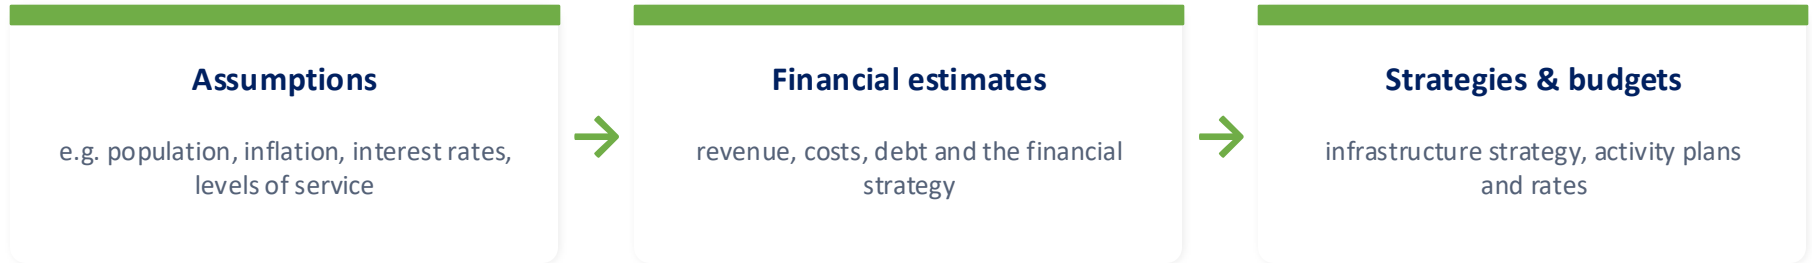 Assumptions
e.g. population, inflation, interest rates,
levels of service
Financial estimates
revenue, costs, debt and the financial
strategy
Strategies & budgets
infrastructure strategy, activity plans
and rates